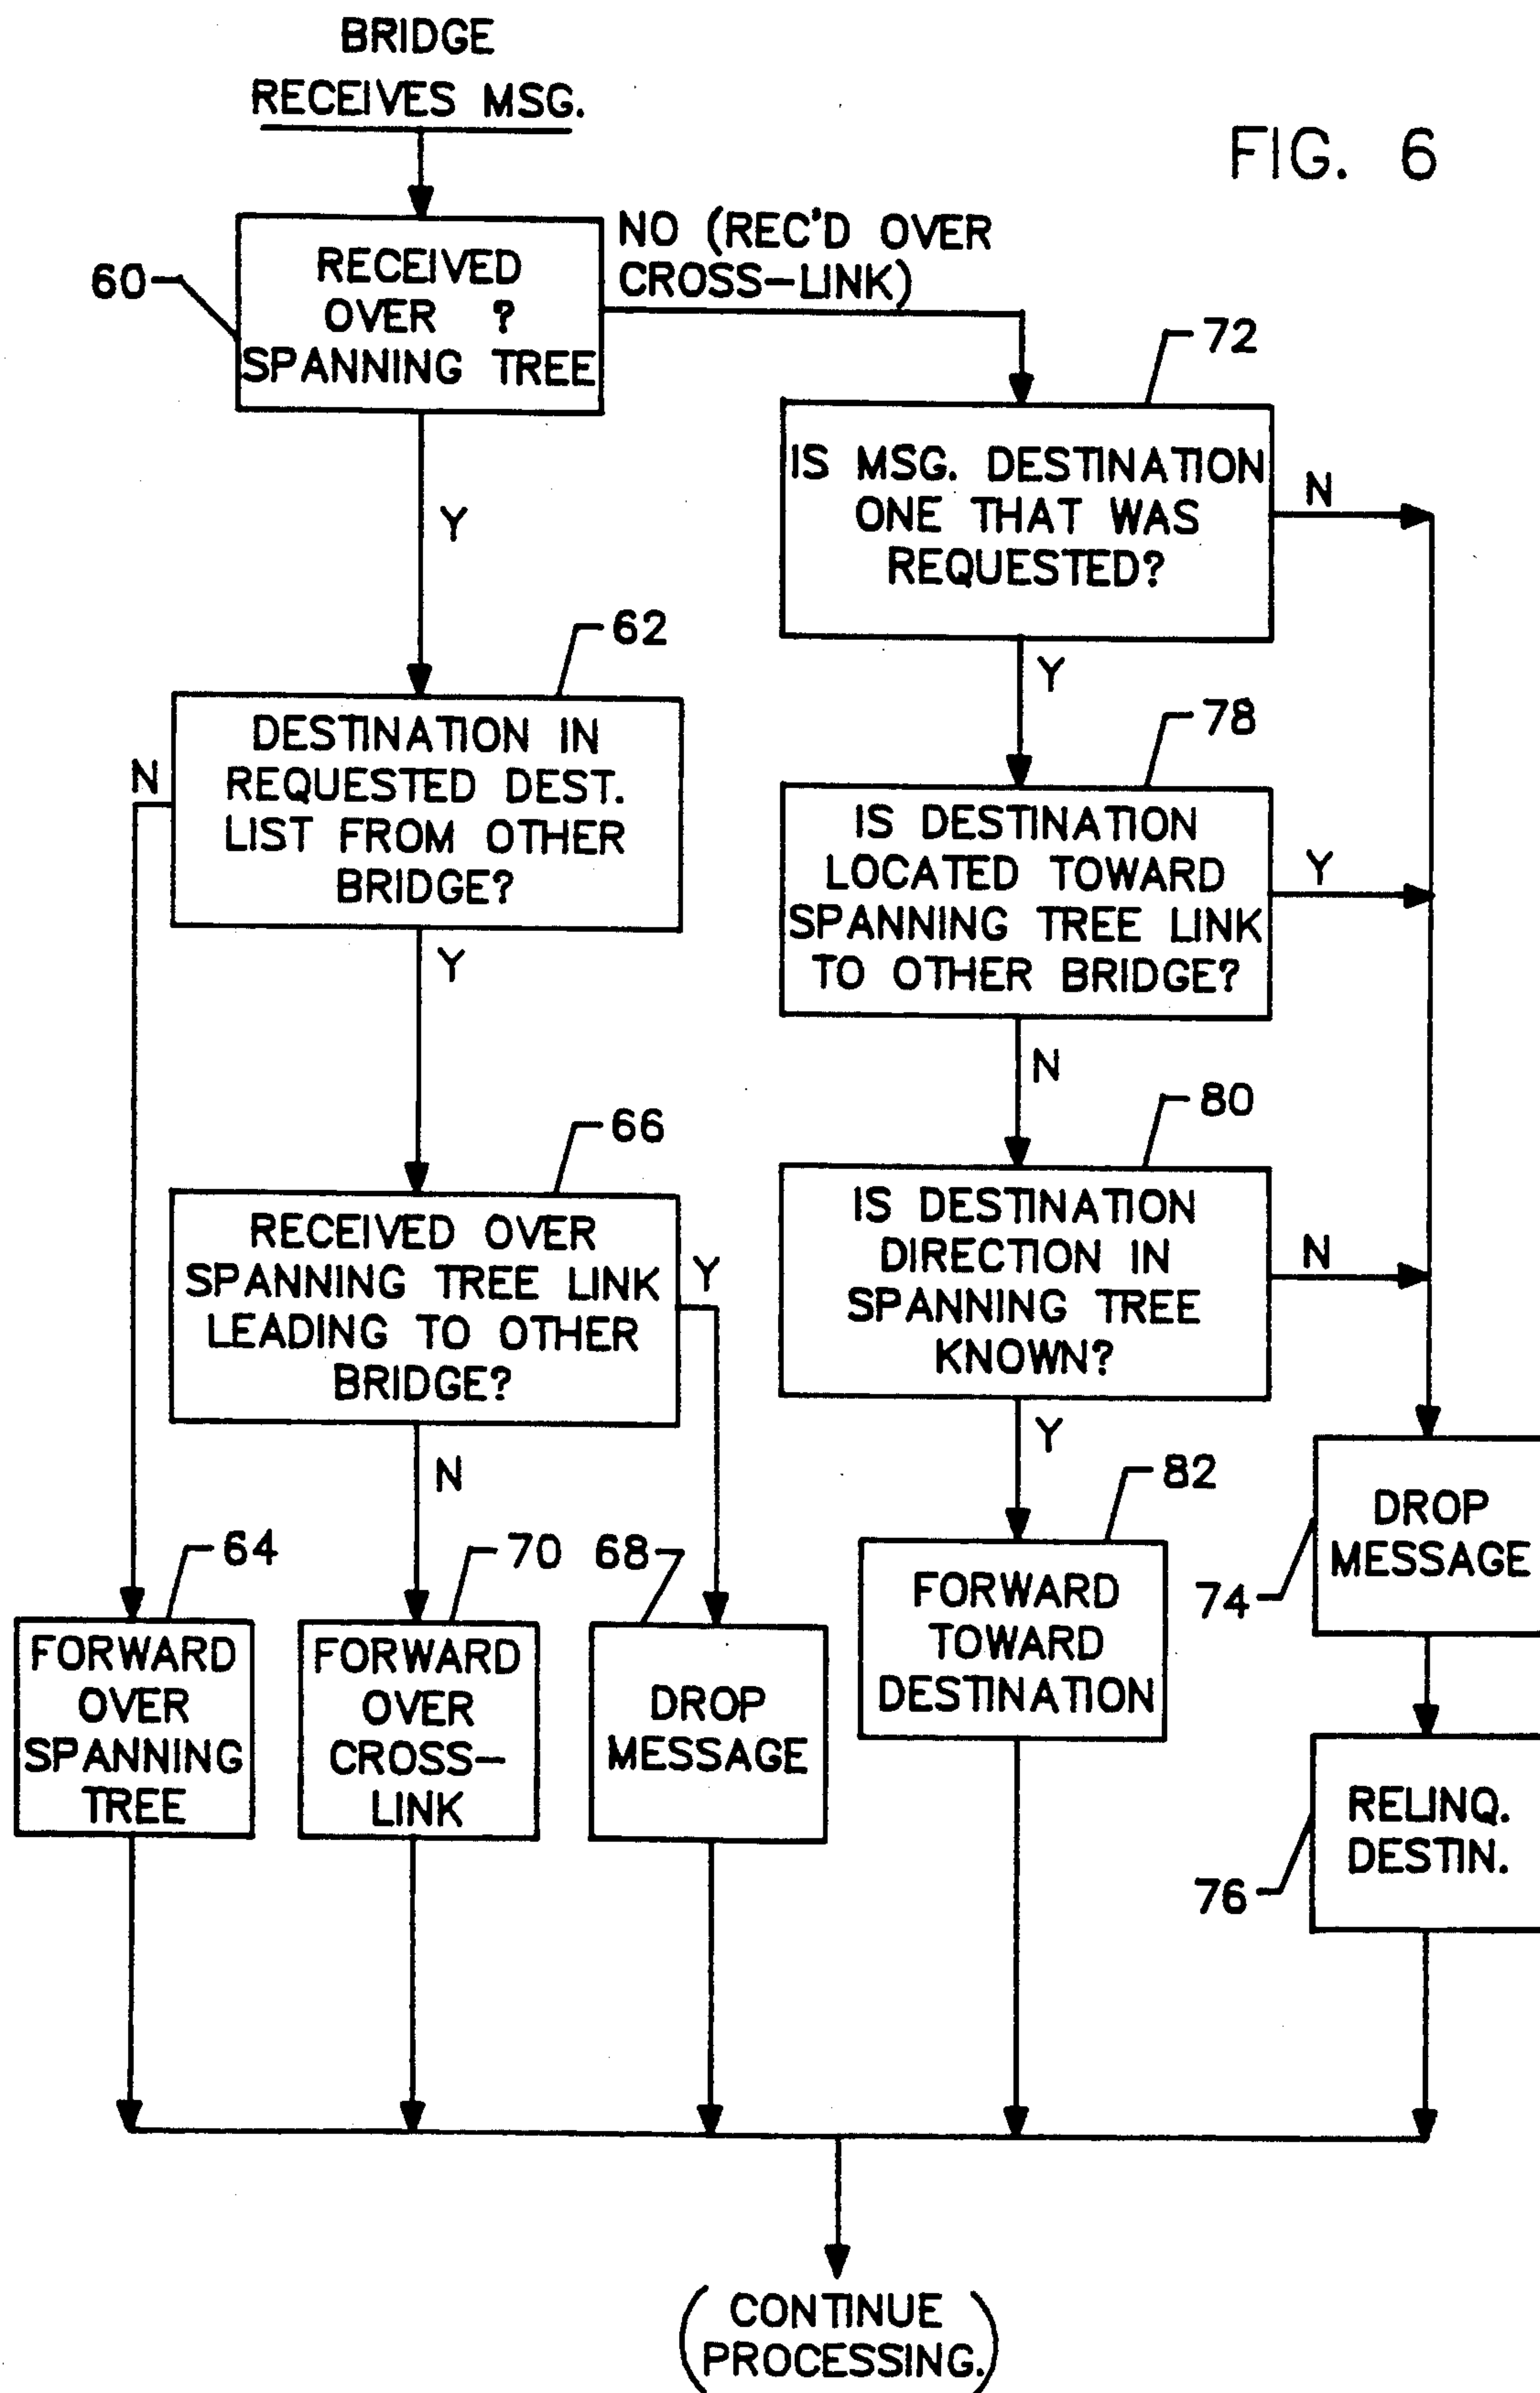 BRIDGE
RECEIVES MSG.
FIG. 6
60
RECEIVED
OVER ?
SPANNING TREE
NO (REC'D OVER
CROSS-LINK)
72
IS MSG. DESTINATION
ONE THAT WAS
REQUESTED?
N
Y
Y
62
DESTINATION IN
REQUESTED DEST.
LIST FROM OTHER
BRIDGE?
N
Y
78
IS DESTINATION
LOCATED TOWARD
SPANNING TREE LINK
TO OTHER BRIDGE?
Y
N
66
RECEIVED OVER
SPANNING TREE LINK
LEADING TO OTHER
BRIDGE?
Y
N
80
IS DESTINATION
DIRECTION IN
SPANNING TREE
KNOWN?
N
Y
64
FORWARD
OVER
SPANNING
TREE
70
FORWARD
OVER
CROSS-
LINK
68
DROP
MESSAGE
82
FORWARD
TOWARD
DESTINATION
74
DROP
MESSAGE
76
RELINQ.
DESTIN.
(CONTINUE
PROCESSING.)